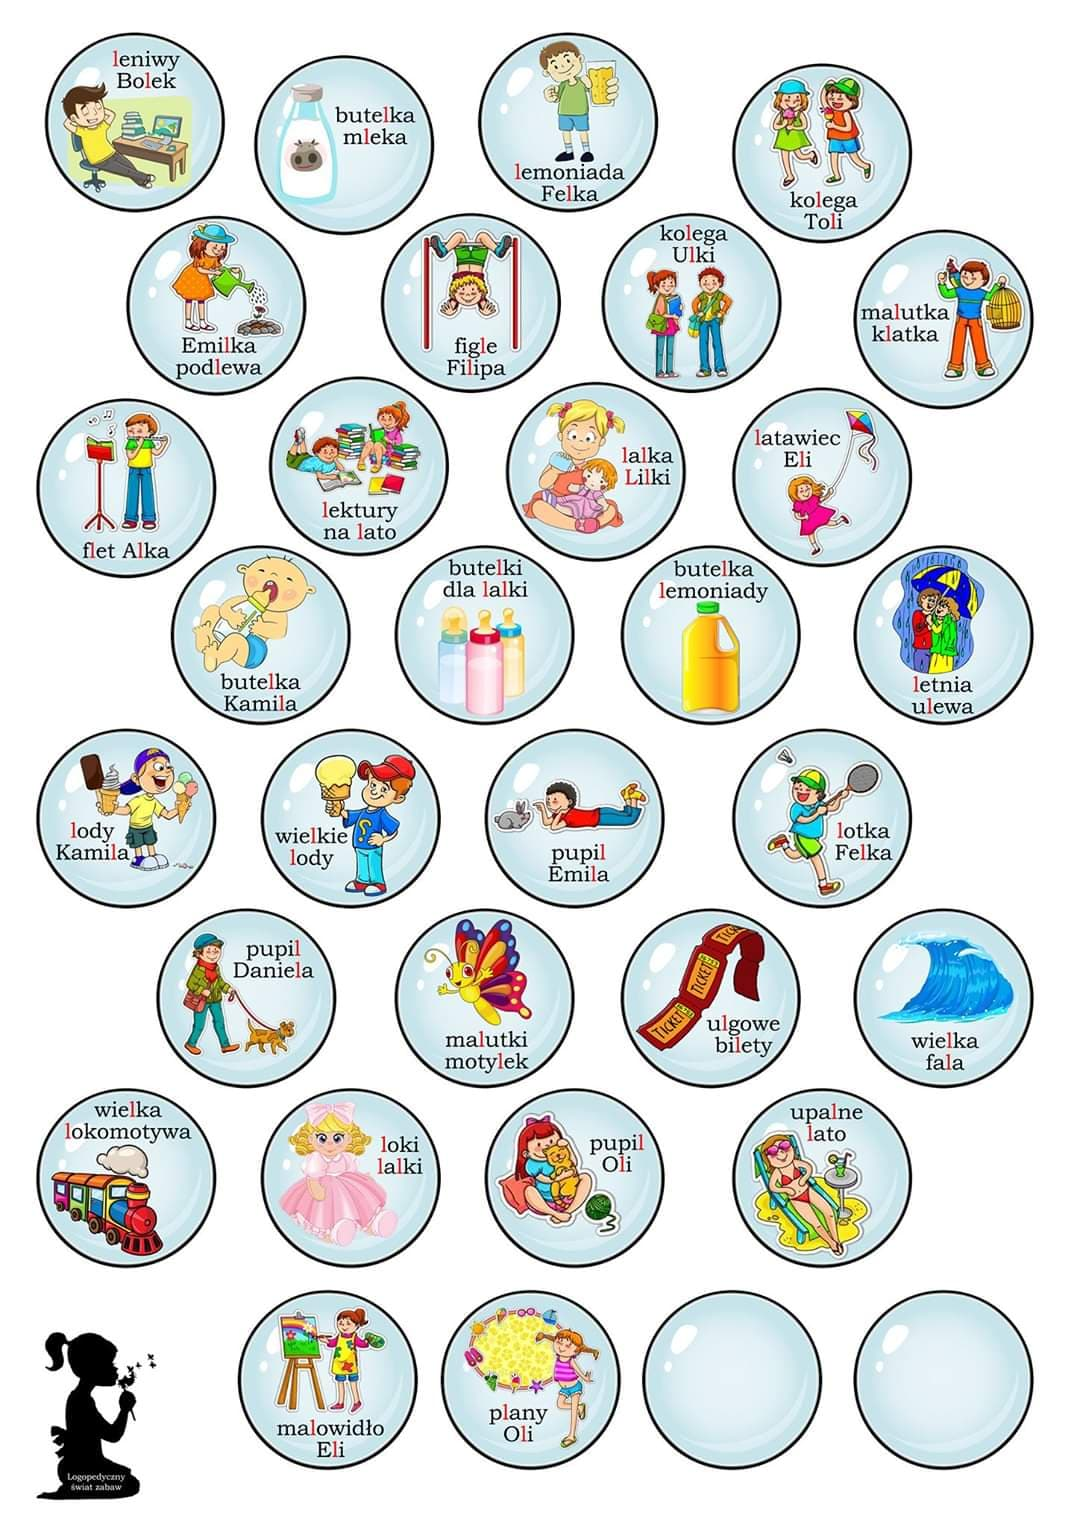 leniwy
Bolek
butelka
mleka
lemoniada
Felka
kolega
Toli
Emilka
podlewa
figle
Filipa
kolega
Ulki
malutka
klatka
flet Alka
lektury
na lato
lalka
Lilki
latawiec
Eli
butelka
Kamila
butelki
dla lalki
butelka
lemoniady
letnia
ulewa
lody
Kamila
wielkie
lody
pupil
Emila
lotka
Felka
pupil
Daniela
malutki
motylek
TICKET
TICKET
ulgowe
bilety
wielka
fala
wielka
lokomotywa
loki
lalki
pupil
Oli
upalne
lato
malowidło
Eli
plany
Oli
Logopedyczny
świat zabaw